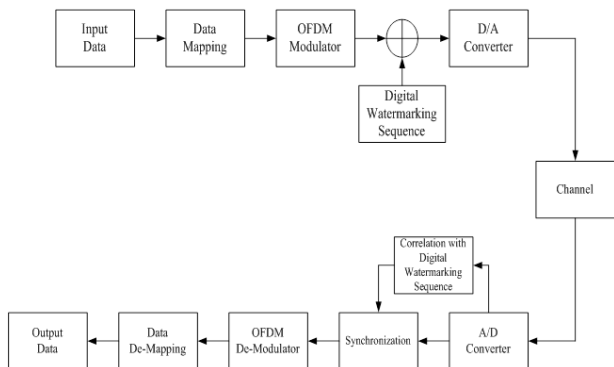 Input
Data
Data
Mapping
OFDM
Modulator
D/A
Converter
Digital
Watermarking
Sequence
Channel
Correlation with
Digital
Watermarking
Sequence
Output
Data
Data
De-Mapping
OFDM
De-Modulator
Synchronization
A/D
Converter